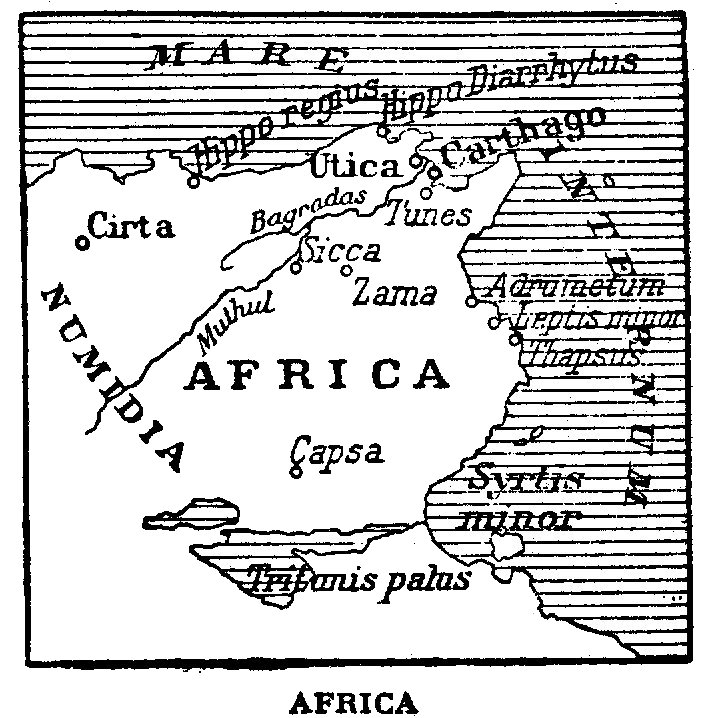 MARE
INTERNUM
Hippo regius
Hippo Diarrhytus
Utica
Carthago
Tunes
Bagradas
Cirta
Sicca
Zama
Muthul
Adrumetum
Leptis minor
Thapsus
NUMIDIA
AFRICA
Capsa
Syrtis
minor
Tritonis palus
AFRICA